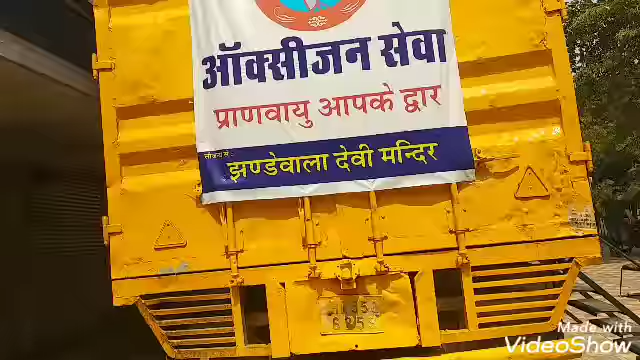 ऑक्सीजन सेवा
प्राणवायु आपके द्वार
झण्डेवाला देवी मन्दिर
Made with
VideoShow